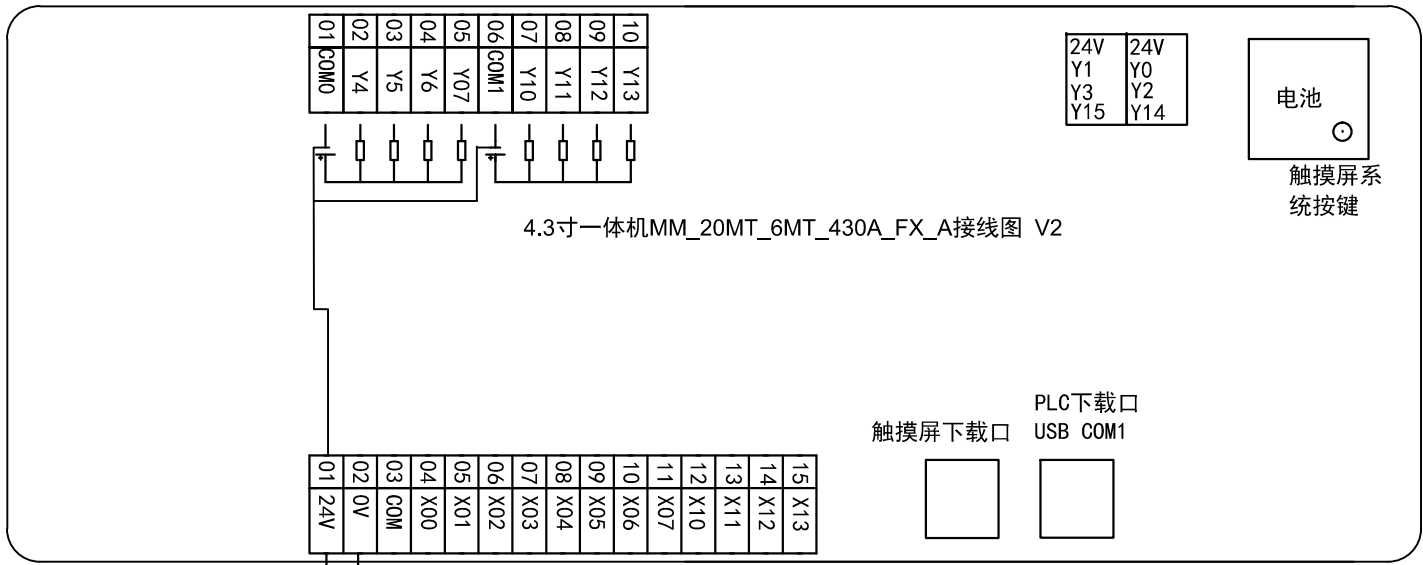 01 02 03 04 05 06 07 08 09 10
COM0 Y4 Y5 Y6 Y07 COM1 Y10 Y11 Y12 Y13
24V 24V
Y1 Y0
Y3 Y2
Y15 Y14
电池
触摸屏系
统按键
4.3寸一体机MM_20MT_6MT_430A_FX_A接线图 V2
PLC下载口
触摸屏下载口 USB COM1
01 02 03 04 05 06 07 08 09 10 11 12 13 14 15
24V 0V COM X00 X01 X02 X03 X04 X05 X06 X07 X10 X11 X12 X13